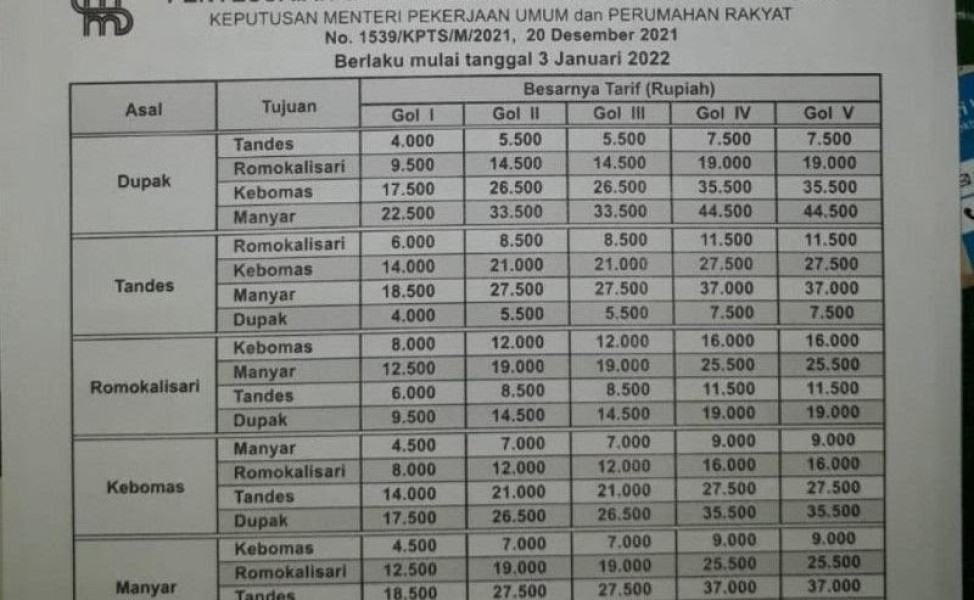 KEPUTUSAN MENTERI PEKERJAAN UMUM dan PERUMAHAN RAKYAT
No. 1539/KPTS/M/2021, 20 Desember 2021
Berlaku mulai tanggal 3 Januari 2022
Asal Tujuan Besarnya Tarif (Rupiah)
Gol I Gol II Gol III Gol IV Gol V
Dupak
Tandes 4.000 5.500 5.500 7.500 7.500
Romokalisari 9.500 14.500 14.500 19.000 19.000
Kebomas 17.500 26.500 26.500 35.500 35.500
Manyar 22.500 33.500 33.500 44.500 44.500
Tandes
Romokalisari 6.000 8.500 8.500 11.500 11.500
Kebomas 14.000 21.000 21.000 27.500 27.500
Manyar 18.500 27.500 27.500 37.000 37.000
Dupak 4.000 5.500 5.500 7.500 7.500
Romokalisari
Kebomas 8.000 12.000 12.000 16.000 16.000
Manyar 12.500 19.000 19.000 25.500 25.500
Tandes 6.000 8.500 8.500 11.500 11.500
Dupak 9.500 14.500 14.500 19.000 19.000
Kebomas
Manyar 4.500 7.000 7.000 9.000 9.000
Romokalisari 8.000 12.000 12.000 16.000 16.000
Tandes 14.000 21.000 21.000 27.500 27.500
Dupak 17.500 26.500 26.500 35.500 35.500
Manyar
Kebomas 4.500 7.000 7.000 9.000 9.000
Romokalisari 12.500 19.000 19.000 25.500 25.500
Tandes 18.500 27.500 27.500 37.000 37.000